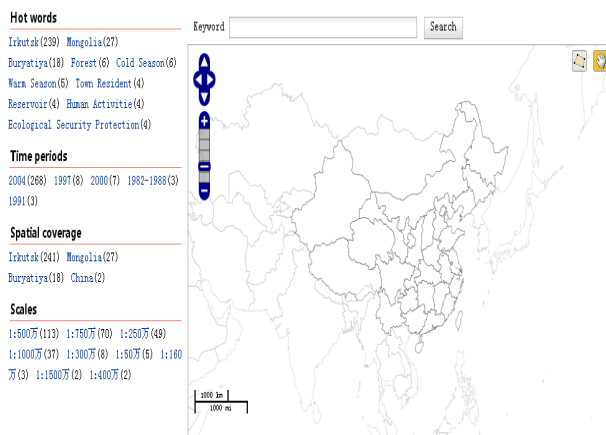 Hot words
Irkutsk(239) Mongolia(27)
Buryatiya(18) Forest(6) Cold Season(6)
Warm Season(5) Town Resident(4)
Reservoir(4) Human Activitie(4)
Ecological Security Protection(4)
Time periods
2004(268) 1997(8) 2000(7) 1982-1988(3)
1991(3)
Spatial coverage
Irkutsk(241) Mongolia(27)
Buryatiya(18) China(2)
Scales
1:500万(113) 1:750万(70) 1:250万(49)
1:1000万(37) 1:300万(8) 1:50万(5) 1:160
万(3) 1:1500万(2) 1:400万(2)
Keyword Search
1000 km
1000 mi